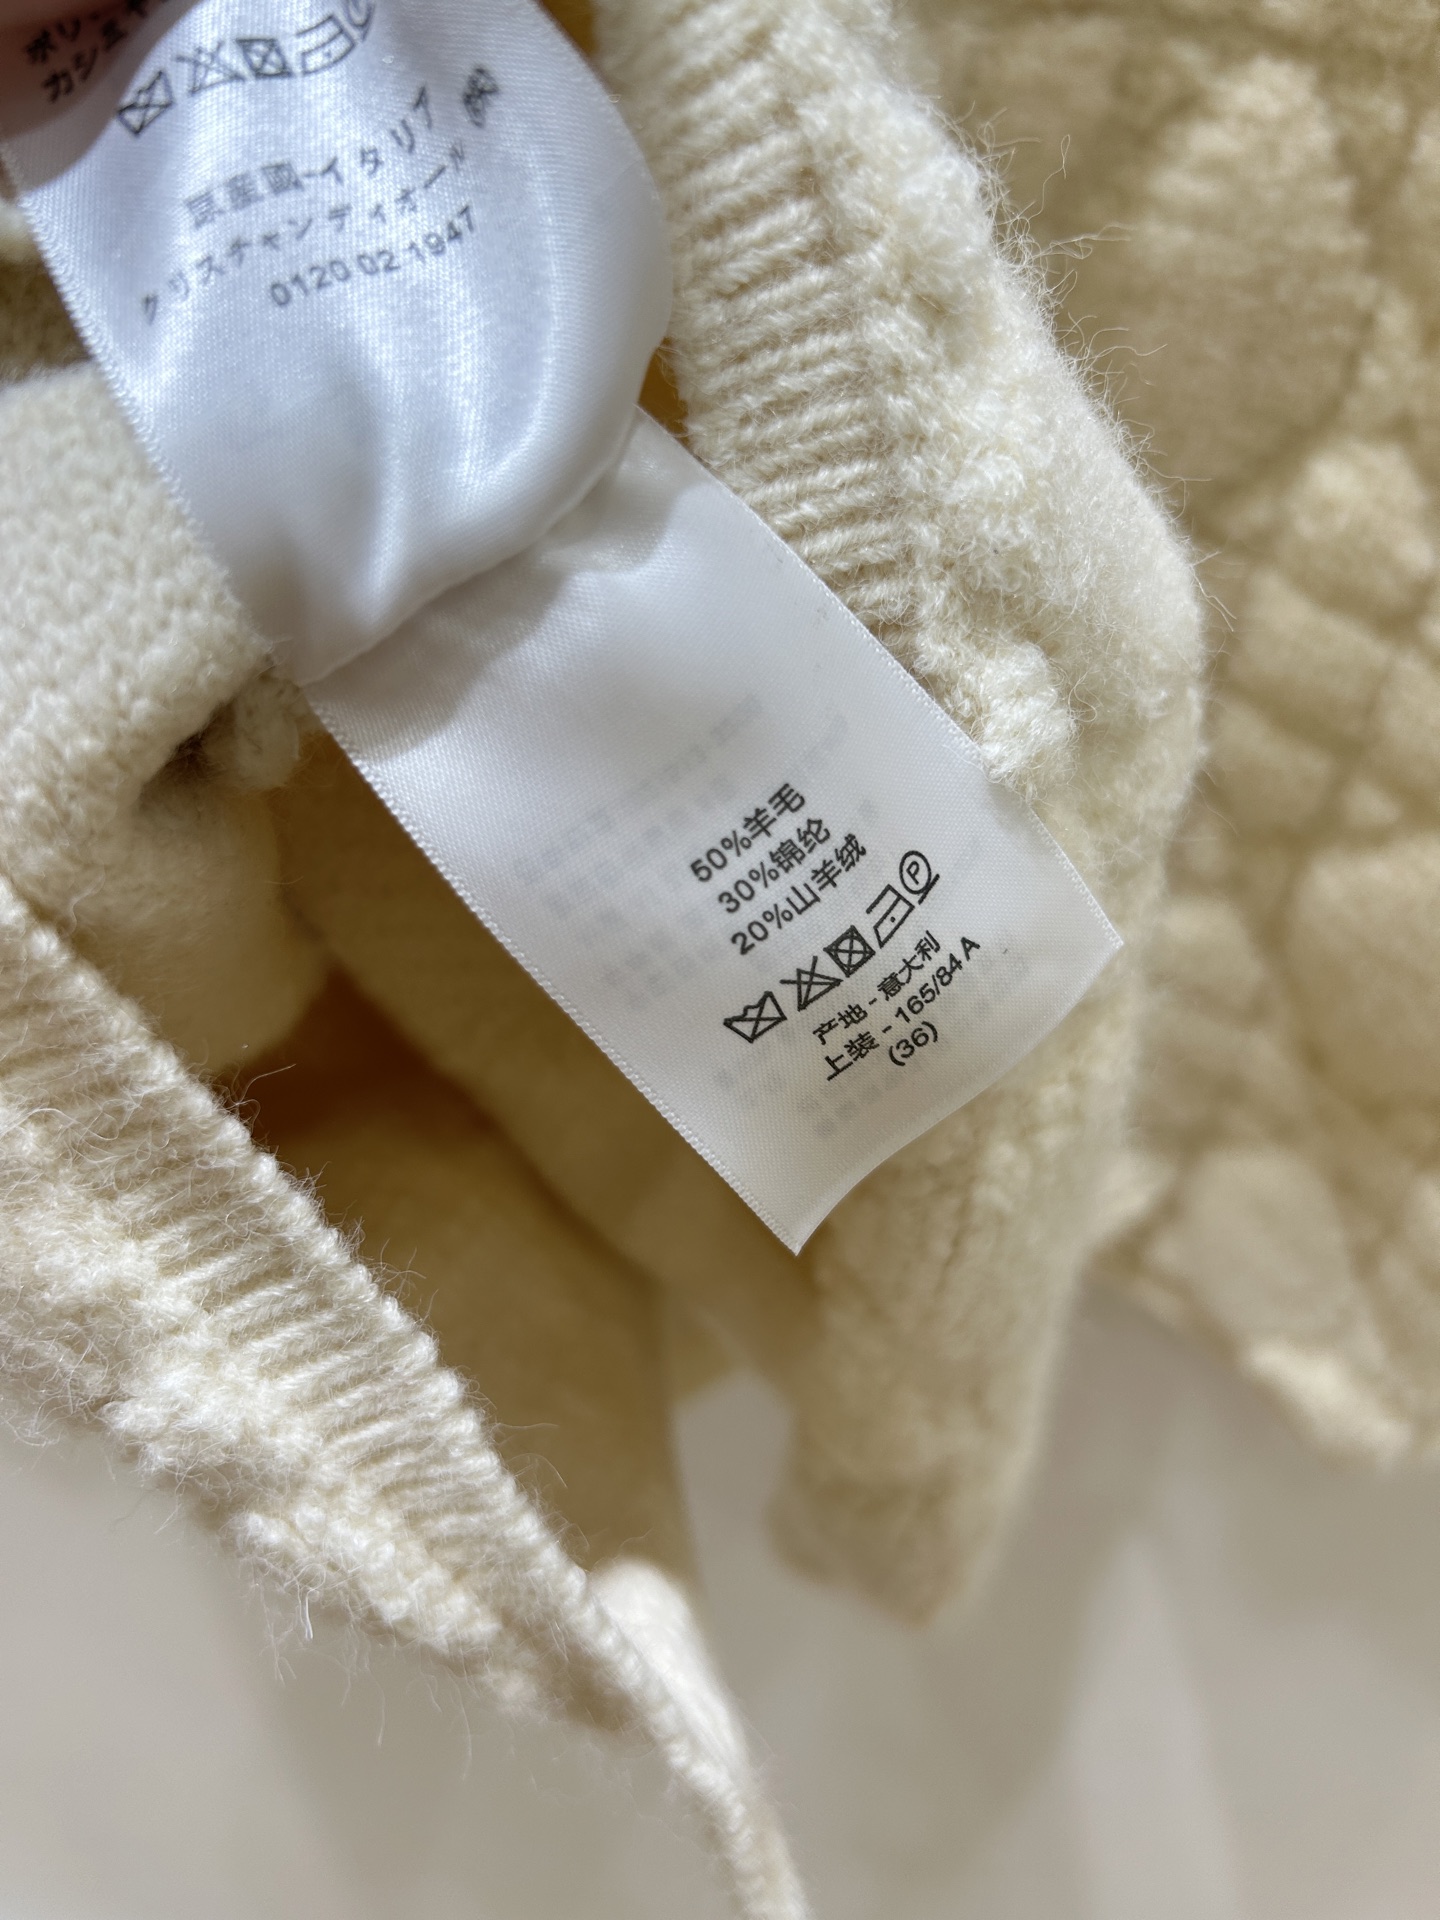 ポリ
カシミヤ
原産国-イタリア
クリスチャンディオール
0120 02 1947
50%羊毛
30%锦纶
20%山羊绒
P
产地 - 意大利
上装 - 165/84 A
(36)